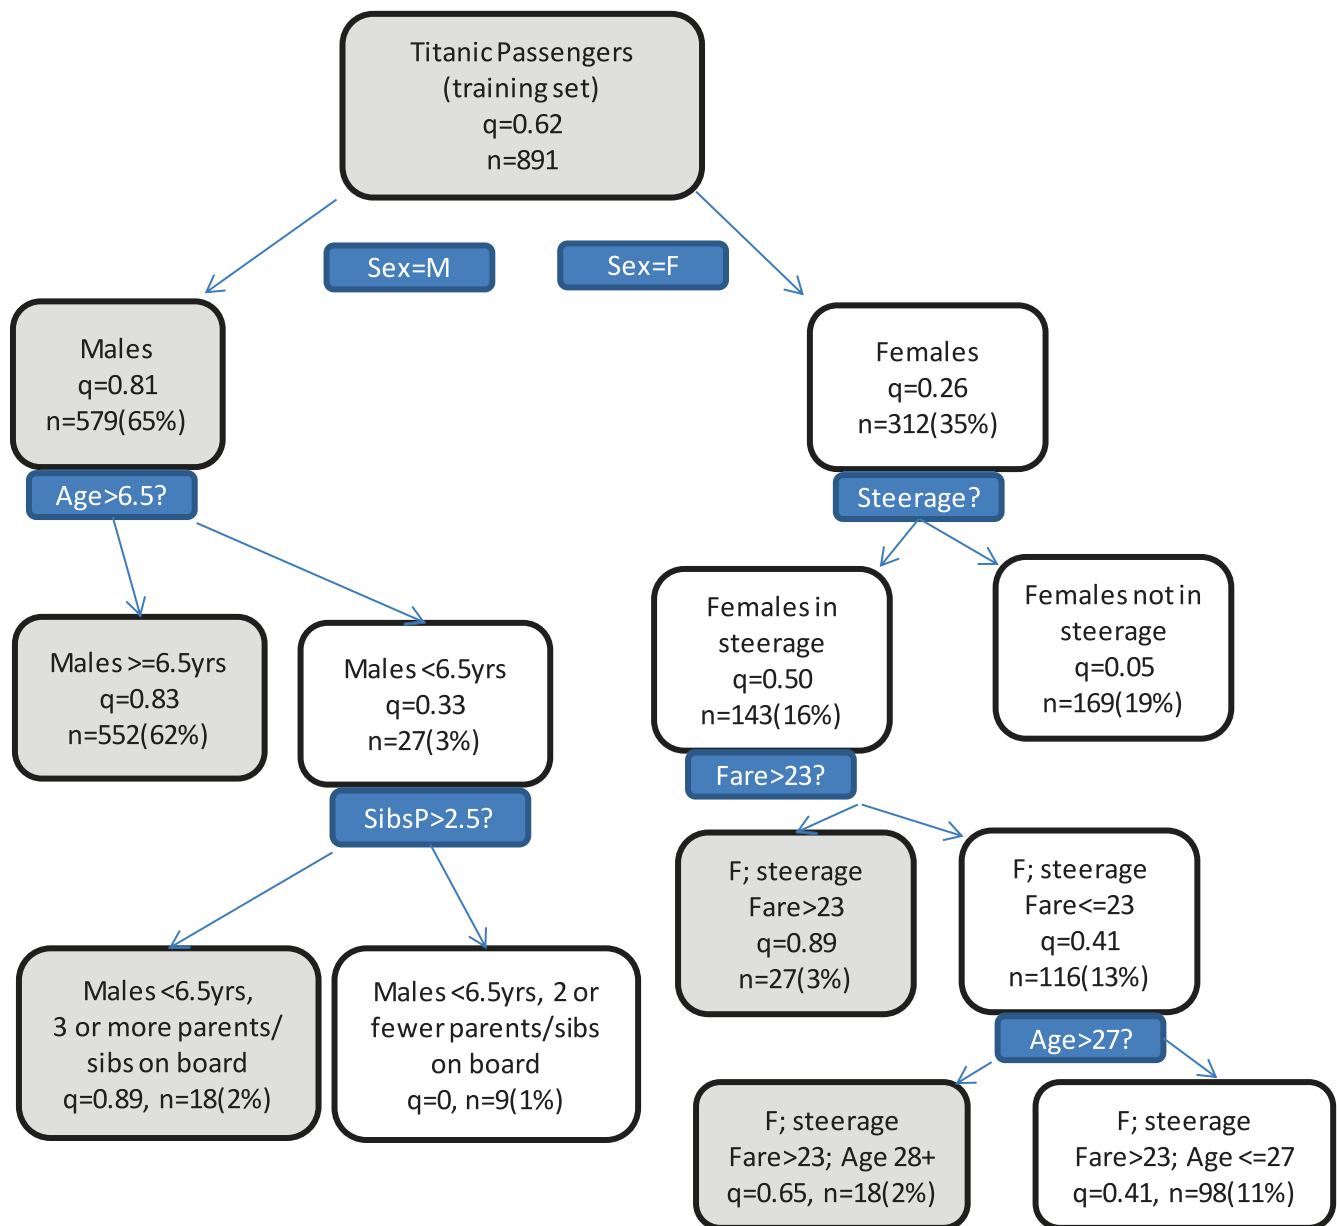 Titanic Passengers
(training set)
q=0.62
n=891
Sex=M
Sex=F
Males
q=0.81
n=579(65%)
Females
q=0.26
n=312(35%)
Age>6.5?
Steerage?
Males >=6.5yrs
q=0.83
n=552(62%)
Males <6.5yrs
q=0.33
n=27(3%)
Females in
steerage
q=0.50
n=143(16%)
Females not in
steerage
q=0.05
n=169(19%)
SibsP>2.5?
Fare>23?
Males <6.5yrs,
3 or more parents/
sibs on board
q=0.89, n=18(2%)
Males <6.5yrs, 2 or
fewer parents/sibs
on board
q=0, n=9(1%)
F; steerage
Fare>23
q=0.89
n=27(3%)
F; steerage
Fare<=23
q=0.41
n=116(13%)
Age>27?
F; steerage
Fare>23; Age 28+
q=0.65, n=18(2%)
F; steerage
Fare>23; Age <=27
q=0.41, n=98(11%)